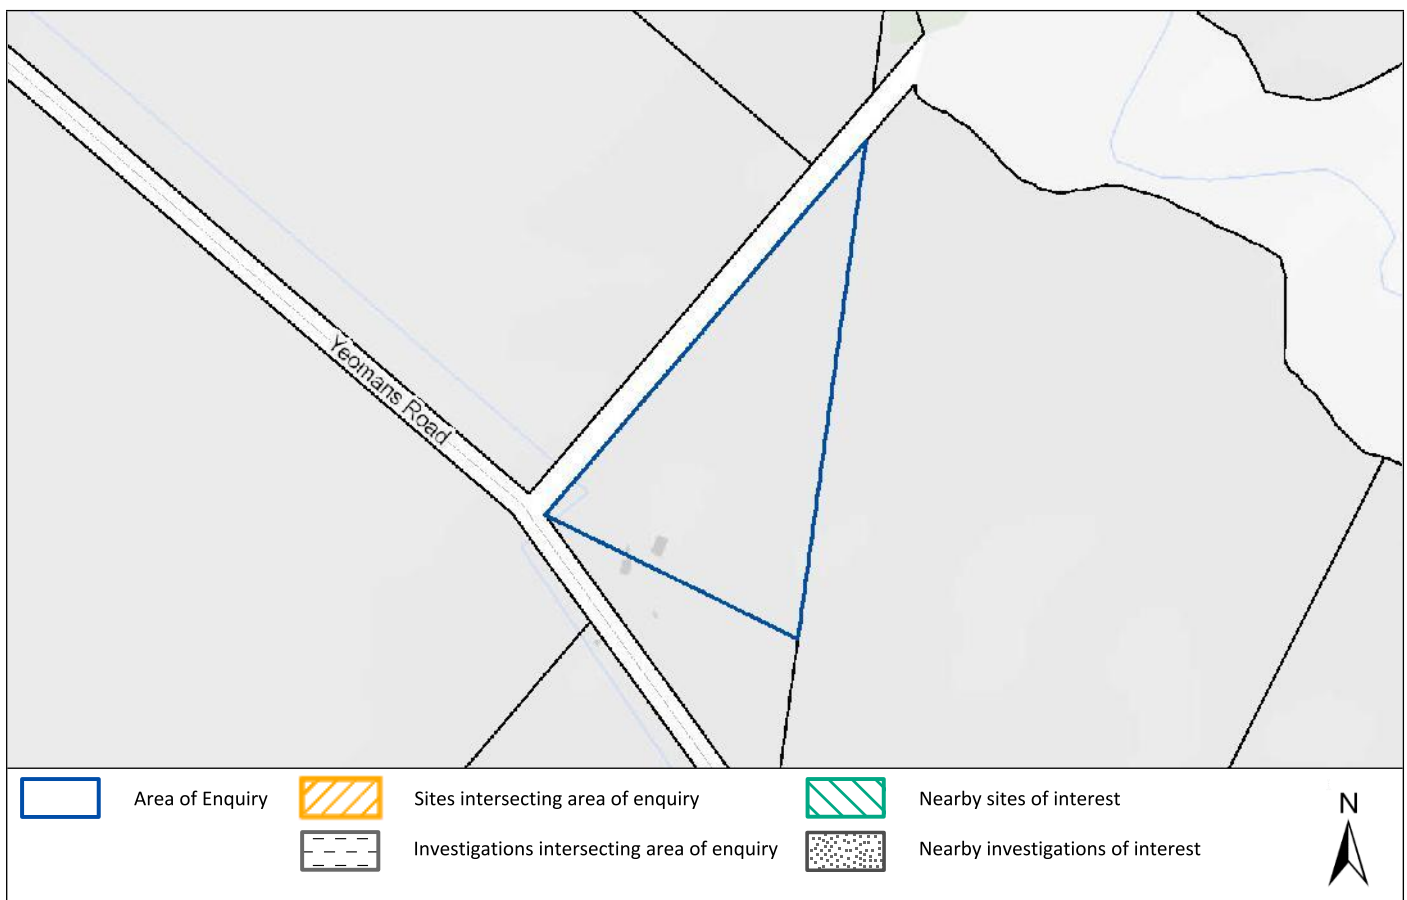 Yeomans Road
Area of Enquiry
Sites intersecting area of enquiry
Nearby sites of interest
N
Investigations intersecting area of enquiry
Nearby investigations of interest